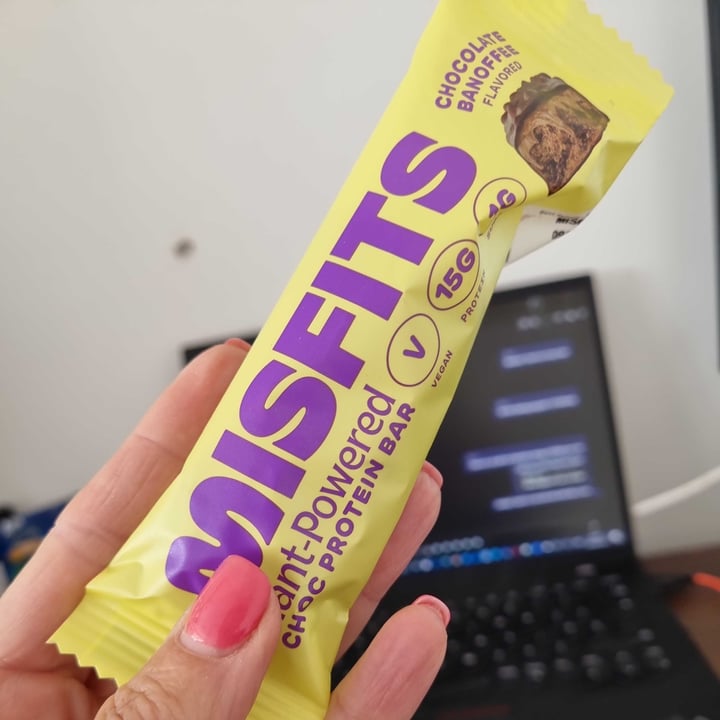 CHOCOLATE
BANOFFEE
FLAVORED
MISFITS
15G
PROTEIN
V
VEGAN
Plant-Powered
CHOC PROTEIN BAR